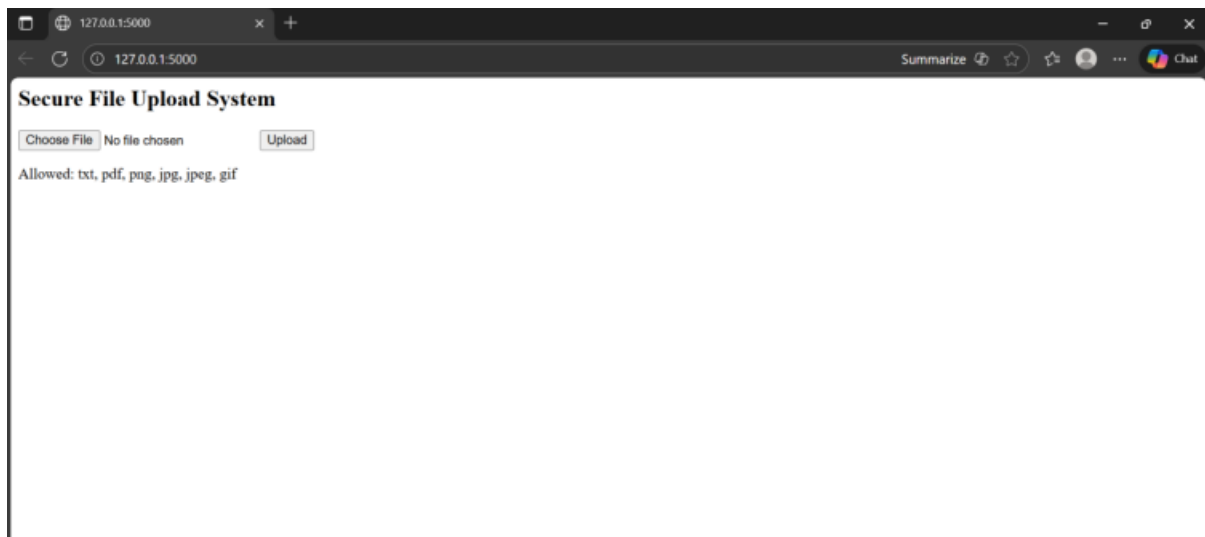 127.0.0.1:5000
127.0.0.1:5000 Summarize Chat
Secure File Upload System
Choose File No file chosen Upload
Allowed: txt, pdf, png, jpg, jpeg, gif